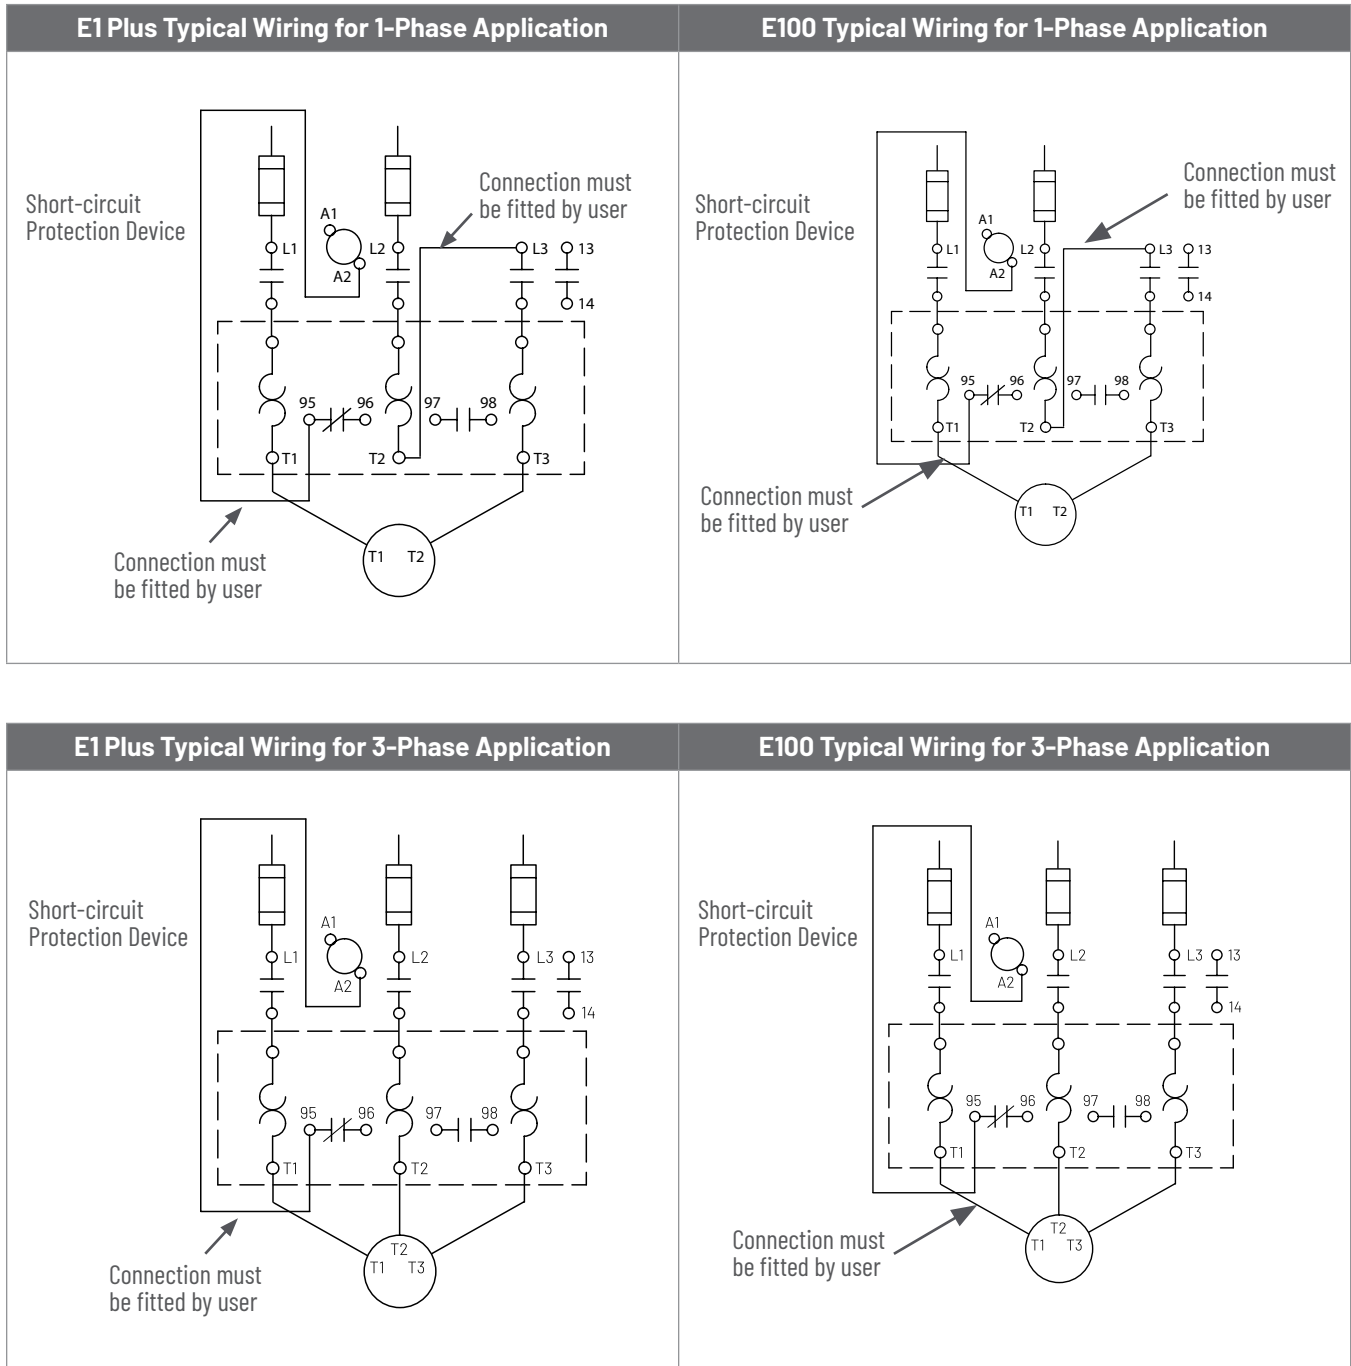 E1 Plus Typical Wiring for 1-Phase Application
Short-circuit
Protection Device
A1
L1
A2
L2
Connection must
be fitted by user
L3
13
14
95
96
97
98
T1
T2
T3
T1
T2
Connection must
be fitted by user
E100 Typical Wiring for 1-Phase Application
Short-circuit
Protection Device
A1
L1
A2
L2
Connection must
be fitted by user
L3
13
14
95
96
97
98
T1
T2
T3
Connection must
be fitted by user
T1
T2
E1 Plus Typical Wiring for 3-Phase Application
Short-circuit
Protection Device
A1
L1
A2
L2
L3
13
14
95
96
97
98
T1
T2
T3
T2
T1
T3
Connection must
be fitted by user
E100 Typical Wiring for 3-Phase Application
Short-circuit
Protection Device
A1
L1
A2
L2
L3
13
14
95
96
97
98
T1
T2
T3
Connection must
be fitted by user
T2
T1
T3